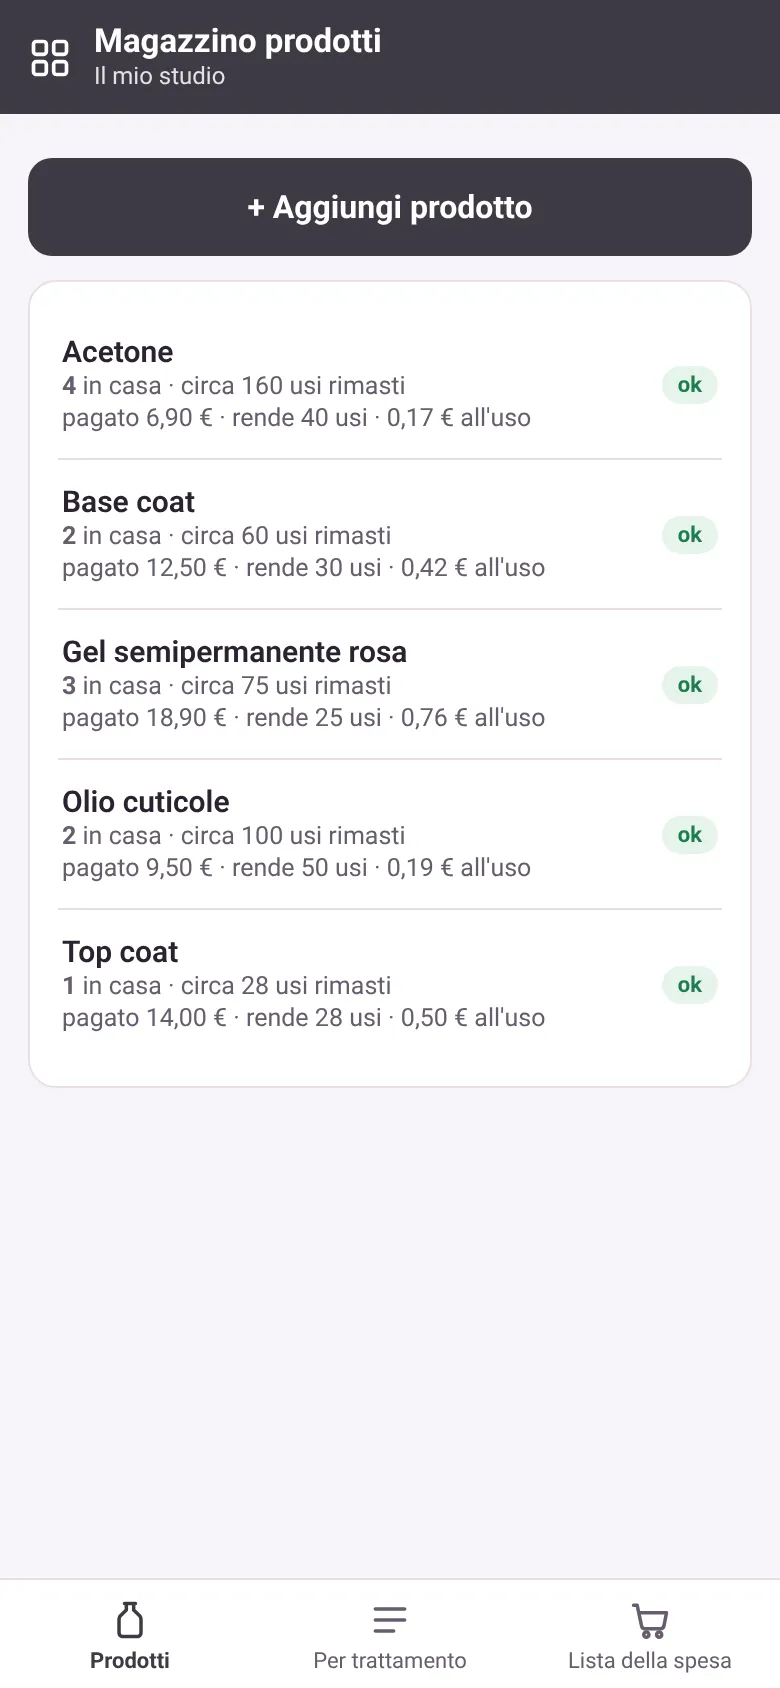 Magazzino prodotti
Il mio studio
+ Aggiungi prodotto
Acetone
4 in casa · circa 160 usi rimasti
pagato 6,90 € · rende 40 usi · 0,17 € all'uso
ok
Base coat
2 in casa · circa 60 usi rimasti
pagato 12,50 € · rende 30 usi · 0,42 € all'uso
ok
Gel semipermanente rosa
3 in casa · circa 75 usi rimasti
pagato 18,90 € · rende 25 usi · 0,76 € all'uso
ok
Olio cuticole
2 in casa · circa 100 usi rimasti
pagato 9,50 € · rende 50 usi · 0,19 € all'uso
ok
Top coat
1 in casa · circa 28 usi rimasti
pagato 14,00 € · rende 28 usi · 0,50 € all'uso
ok
Prodotti
Per trattamento
Lista della spesa